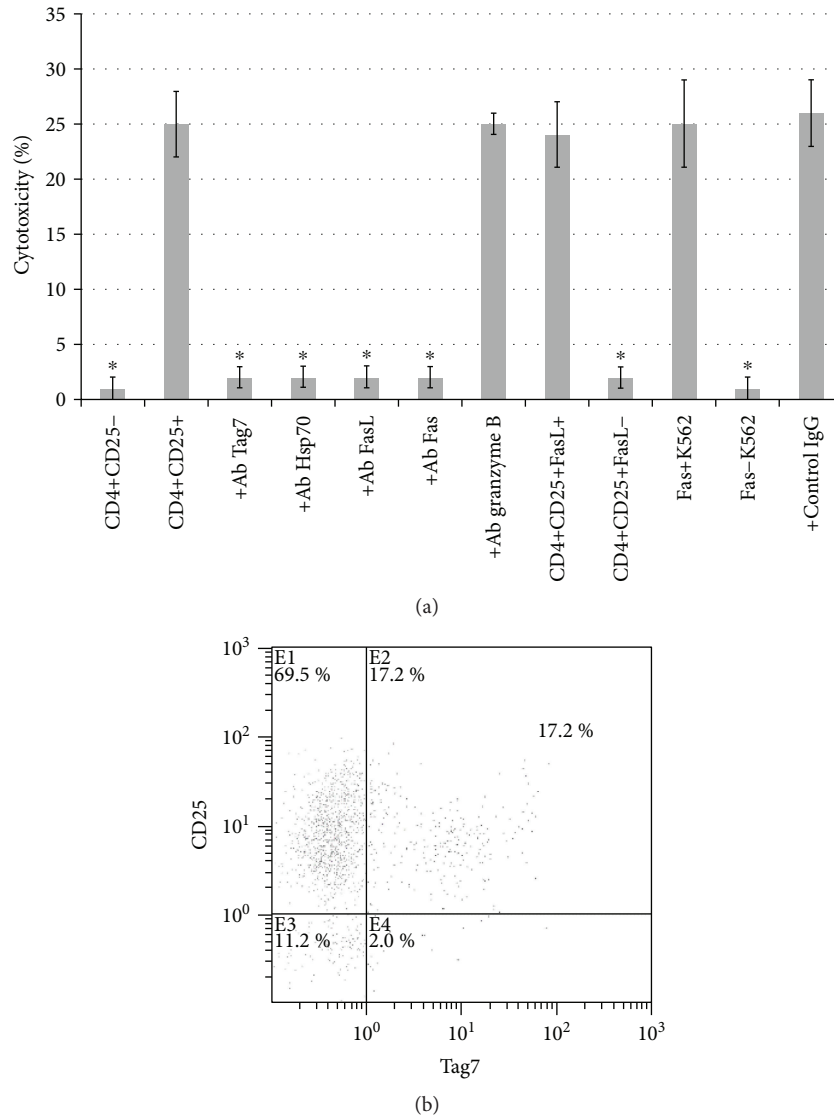 35
30
25
20
15
10
5
0
Cytotoxicity (%)
*
*
*
*
*
*
*
CD4+CD25−
CD4+CD25+
+Ab Tag7
+Ab Hsp70
+Ab FasL
+Ab Fas
+Ab granzyme B
CD4+CD25+FasL+
CD4+CD25+FasL−
Fas+K562
Fas−K562
+Control IgG
(a)
10³
10²
10¹
10⁰
CD25
E1
69.5 %
E2
17.2 %
17.2 %
E3
11.2 %
E4
2.0 %
10⁰
10¹
10²
10³
Tag7
(b)